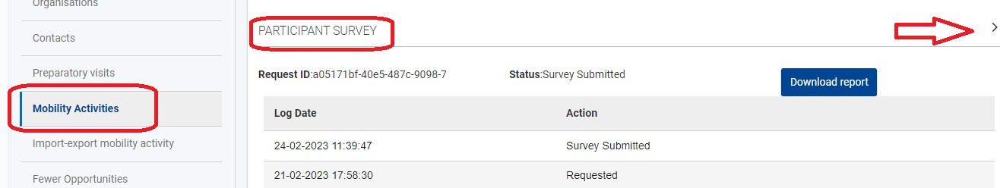 Organisations
Contacts
Preparatory visits
Mobility Activities
Import-export mobility activity
Fewer Opportunities
PARTICIPANT SURVEY
Request ID:a05171bf-40e5-487c-9098-7 Status:Survey Submitted Download report
Log Date Action
24-02-2023 11:39:47 Survey Submitted
21-02-2023 17:58:30 Requested